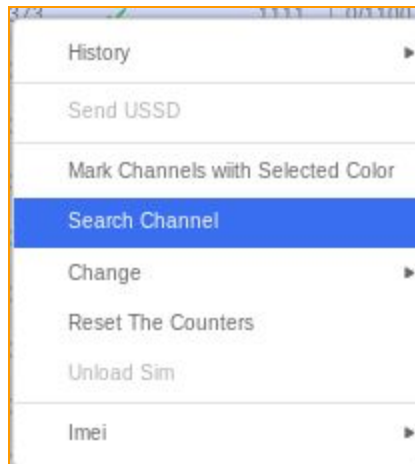 History
Send USSD
Mark Channels wiith Selected Color
Search Channel
Change
Reset The Counters
Unload Sim
Imei